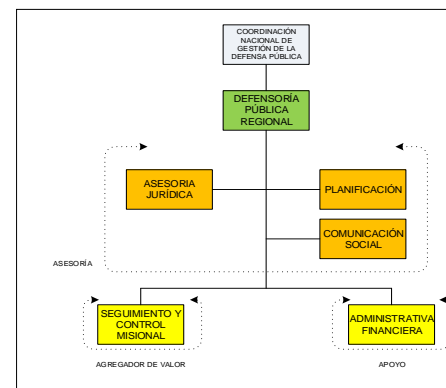 COORDINACIÓN
NACIONAL DE
GESTIÓN DE LA
DEFENSA PÚBLICA
DEFENSORÍA
PÚBLICA
REGIONAL
ASESORIA
JURÍDICA
PLANIFICACIÓN
COMUNICACIÓN
SOCIAL
ASESORÍA
SEGUIMIENTO Y
CONTROL
MISIONAL
ADMINISTRATIVA
FINANCIERA
AGREGADOR DE VALOR
APOYO